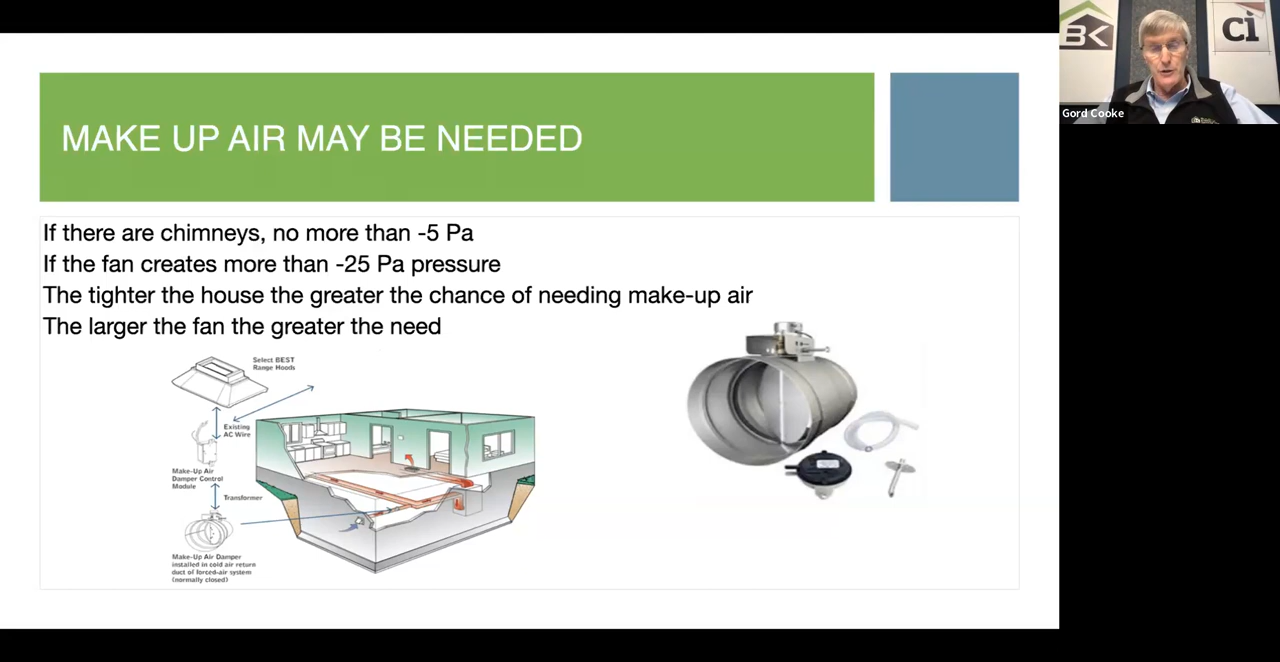 MAKE UP AIR MAY BE NEEDED
If there are chimneys, no more than -5 Pa
If the fan creates more than -25 Pa pressure
The tighter the house the greater the chance of needing make-up air
The larger the fan the greater the need
Select BEST
Range Hoods
Existing
AC Wire
Make-Up Air
Damper Control
Module
Transformer
Make-Up Air Damper
installed in cold air return
duct of forced-air system
(normally closed)
BK
ci
Gord Cooke